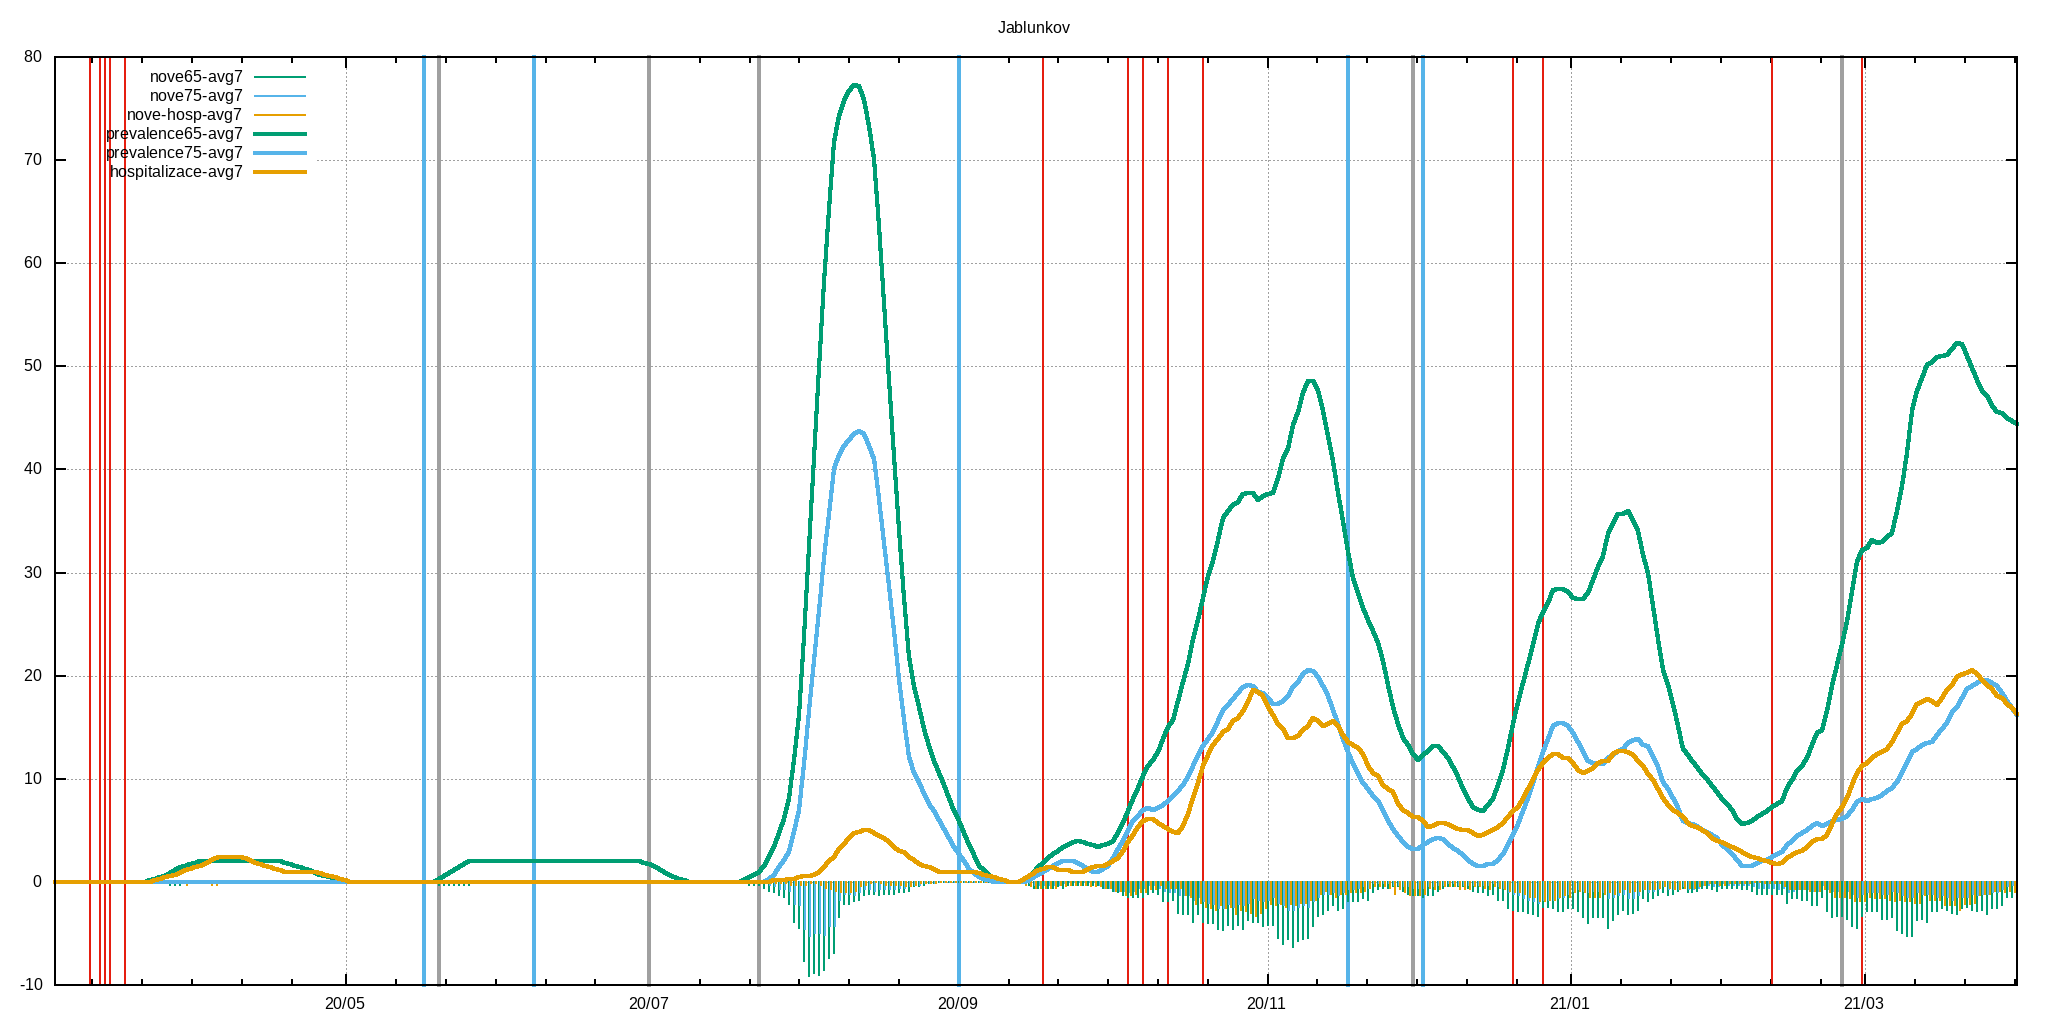 Jablunkov
80
70
60
50
40
30
20
10
0
-10
nove65-avg7
nove75-avg7
nove-hosp-avg7
prevalence65-avg7
prevalence75-avg7
hospitalizace-avg7
20/05 20/07 20/09 20/11 21/01 21/03